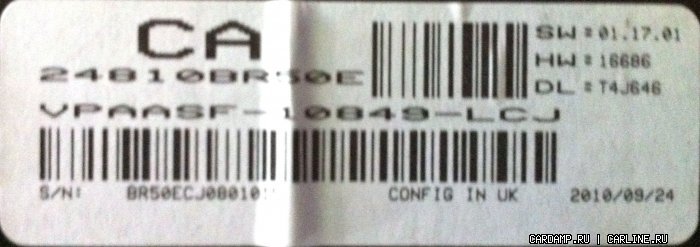 CA
SW = 01.17.01
HW = 16686
DL = T4J646
24810BR50E
VPAASF-10849-LCJ
S/N: CONFIG IN UK 2010/09/24
CARDAMP.RU | CARLINE.RU